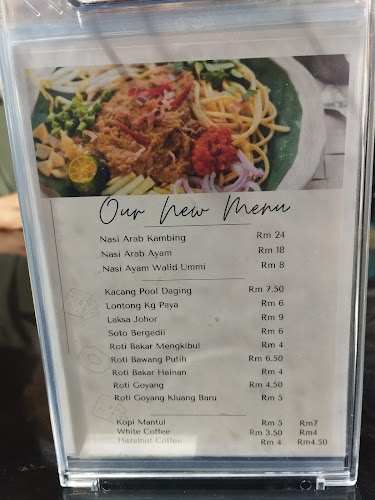 Our New Menu
Nasi Arab Kambing Rm 24
Nasi Arab Ayam Rm 18
Nasi Ayam Walid Ummi Rm 8
Kacang Pool Daging Rm 7.50
Lontong Kg Paya Rm 6
Laksa Johor Rm 9
Soto Bergedil Rm 6
Roti Bakar Mengkibul Rm 4
Roti Bawang Putih Rm 6.50
Roti Bakar Hainan Rm 4
Roti Goyang Rm 4.50
Roti Goyang Kluang Baru Rm 5
Kopi Mantul Rm 5 Rm7
White Coffee Rm 3.50 Rm4
Hazelnut Coffee Rm 4 Rm4.50